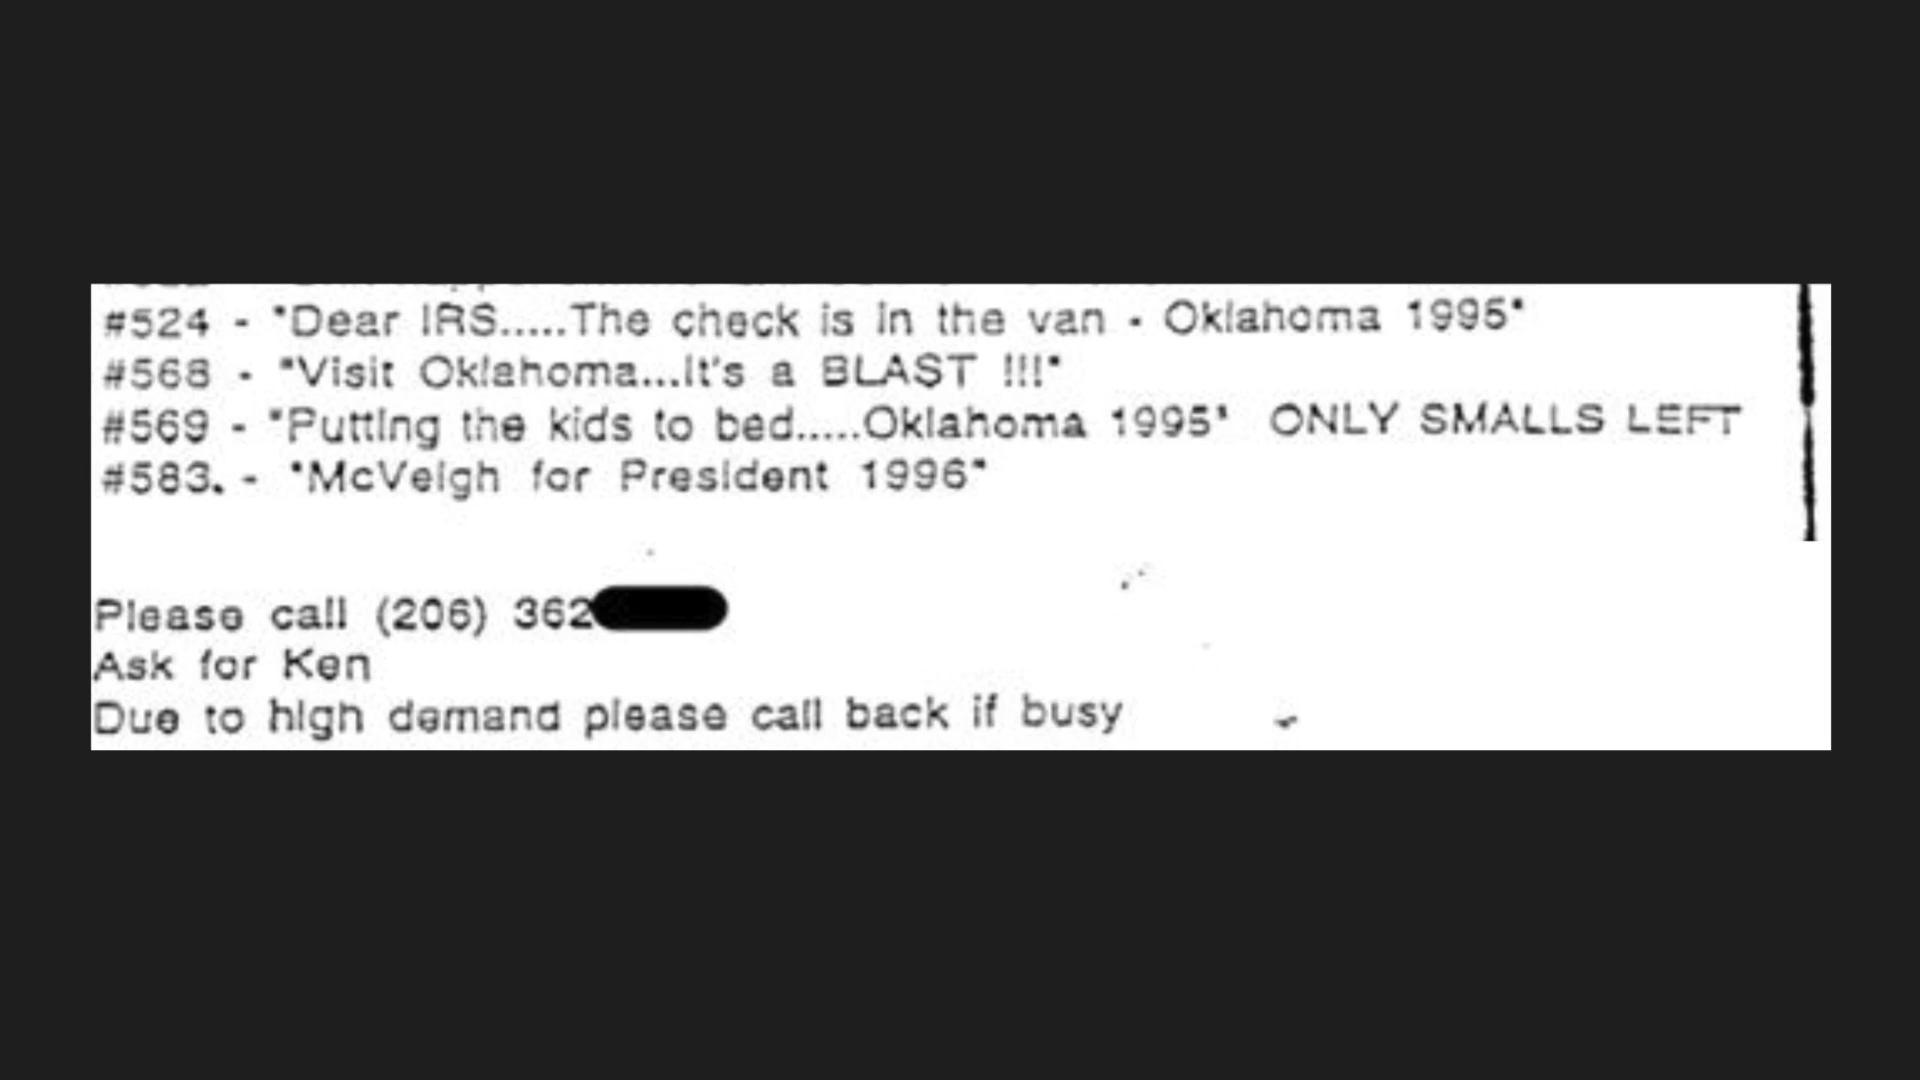 #524 - "Dear IRS.....The check is in the van - Oklahoma 1995"
#568 - "Visit Oklahoma...It's a BLAST !!!"
#569 - "Putting the kids to bed.....Oklahoma 1995" ONLY SMALLS LEFT
#583. - "McVeigh for President 1996"
Please call (206) 362
Ask for Ken
Due to high demand please call back if busy